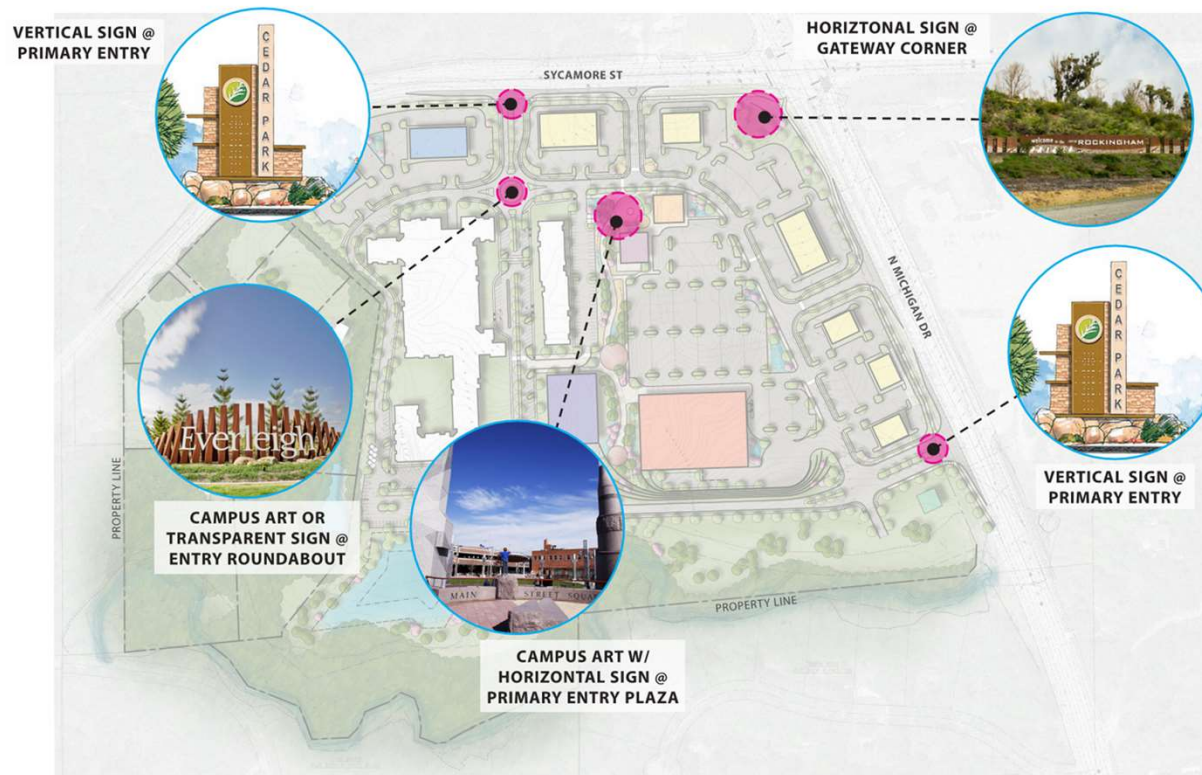 VERTICAL SIGN @
PRIMARY ENTRY
CEDAR PARK
SYCAMORE ST
HORIZTONAL SIGN @
GATEWAY CORNER
ROCKINGHAM
N MICHIGAN DR
CEDAR PARK
VERTICAL SIGN @
PRIMARY ENTRY
Everleigh
PROPERTY LINE
CAMPUS ART OR
TRANSPARENT SIGN @
ENTRY ROUNDABOUT
MAIN STREET SQUA
PROPERTY LINE
CAMPUS ART W/
HORIZONTAL SIGN @
PRIMARY ENTRY PLAZA